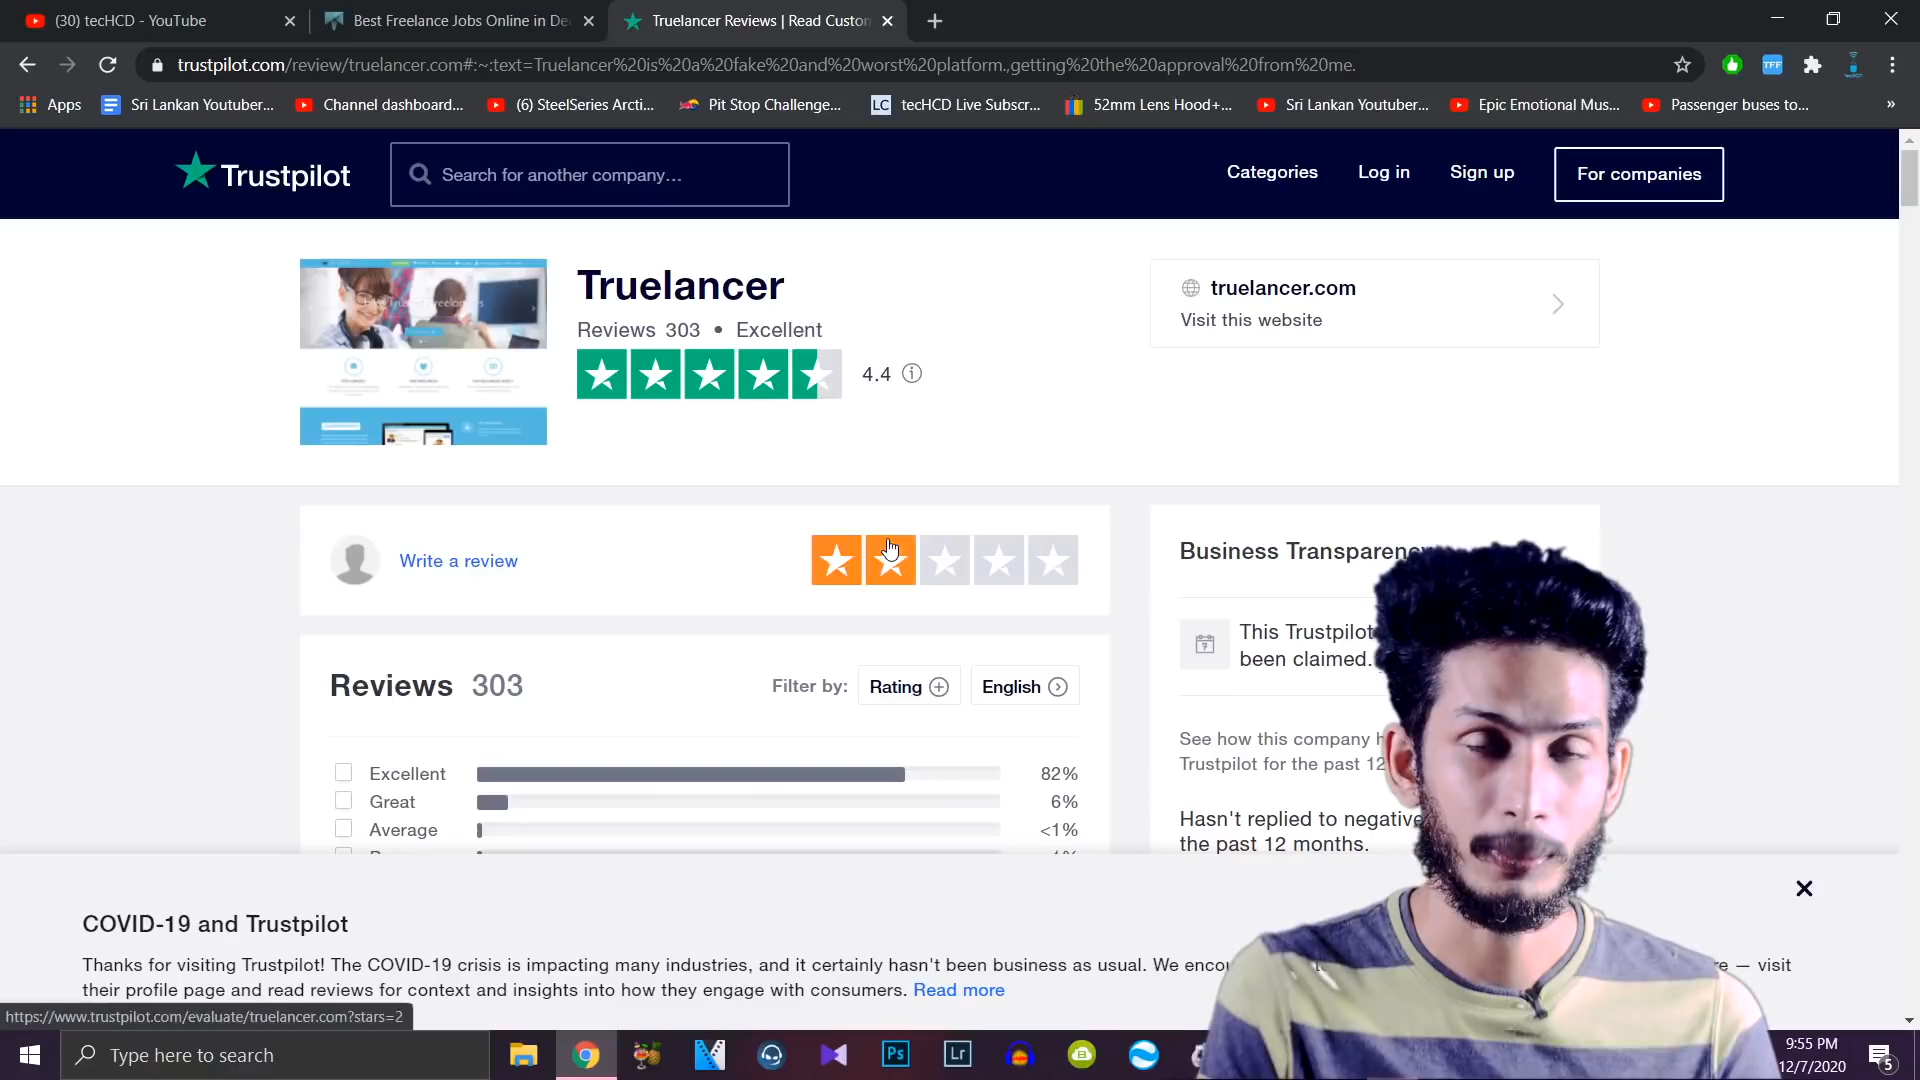 (30) tecHCD - YouTube
Best Freelance Jobs Online in De
Truelancer Reviews | Read Custon
trustpilot.com/review/truelancer.com#:~:text=Truelancer%20is%20a%20fake%20and%20worst%20platform.,getting%20the%20approval%20from%20me.
Apps
Sri Lankan Youtuber...
Channel dashboard...
(6) SteelSeries Arcti...
Pit Stop Challenge...
LC tecHCD Live Subscr...
52mm Lens Hood+...
Sri Lankan Youtuber...
Epic Emotional Mus...
Passenger buses to...
»
Trustpilot
Search for another company...
Categories
Log in
Sign up
For companies
Truelancer
Reviews 303 • Excellent
4.4
truelancer.com
Visit this website
Write a review
Business Transparency
This Trustpilot
been claimed.
Reviews 303
Filter by:
Rating
English
Excellent 82%
Great 6%
Average <1%
See how this company h
Trustpilot for the past 12
Hasn't replied to negative
the past 12 months.
COVID-19 and Trustpilot
Thanks for visiting Trustpilot! The COVID-19 crisis is impacting many industries, and it certainly hasn't been business as usual. We encou
re — visit
their profile page and read reviews for context and insights into how they engage with consumers. Read more
https://www.trustpilot.com/evaluate/truelancer.com?stars=2
Type here to search
Ps
Lr
9:55 PM
12/7/2020
5